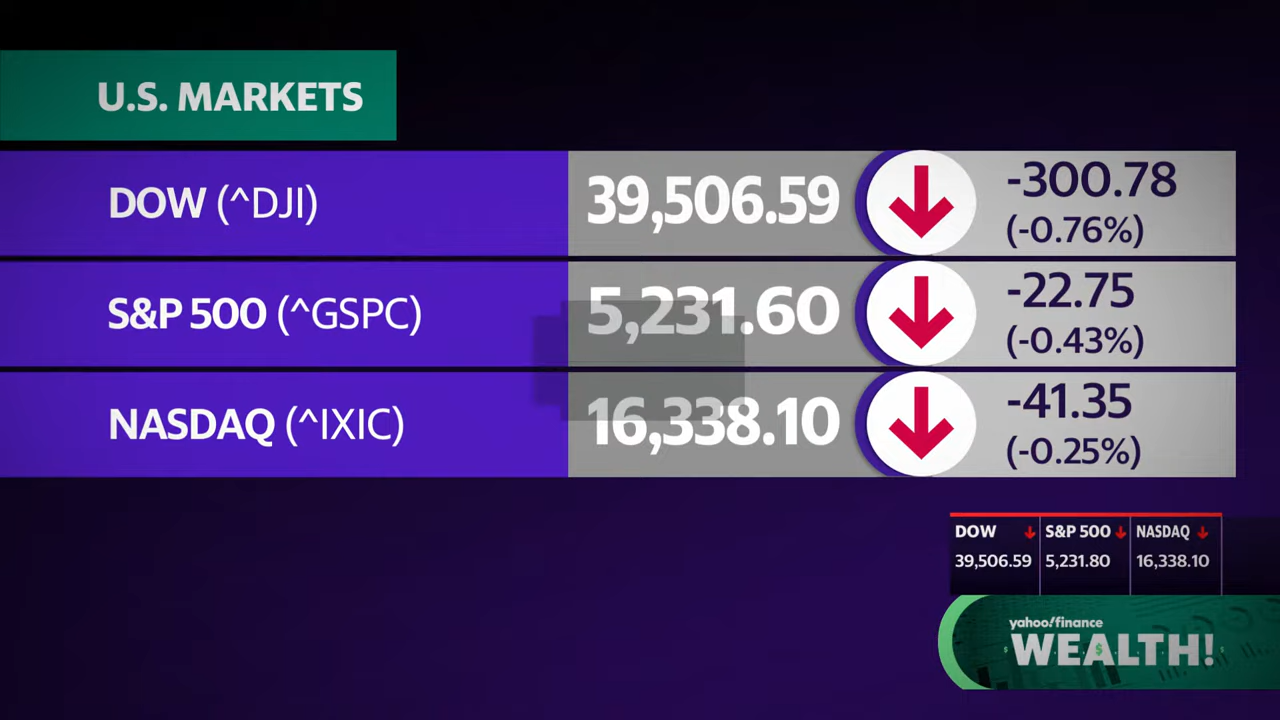 U.S. MARKETS
DOW (^DJI) 39,506.59 -300.78 (-0.76%)
S&P 500 (^GSPC) 5,231.60 -22.75 (-0.43%)
NASDAQ (^IXIC) 16,338.10 -41.35 (-0.25%)
DOW S&P 500 NASDAQ
39,506.59 5,231.80 16,338.10
yahoo!finance
WEALTH!